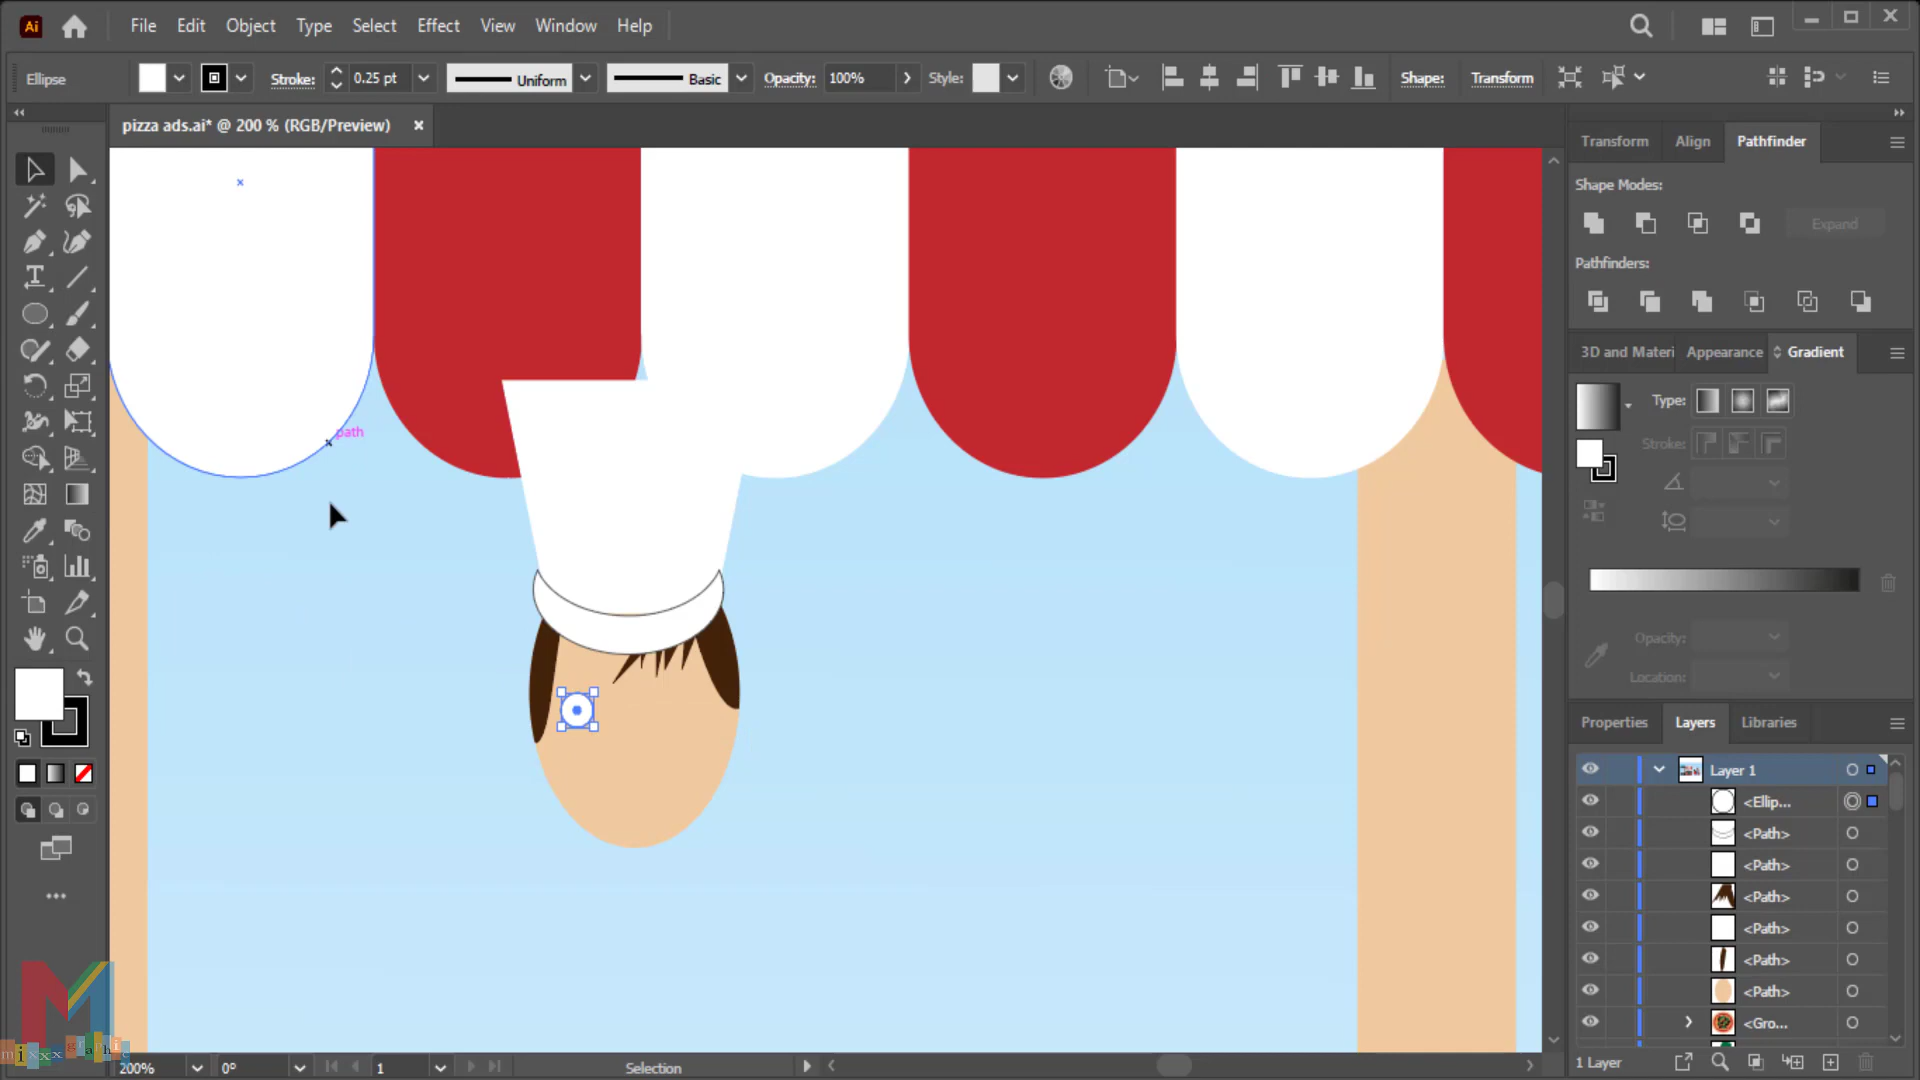 Ai File Edit Object Type Select Effect View Window Help
Ellipse Stroke: 0.25 pt Uniform Basic Opacity: 100% Style: Shape: Transform
pizza ads.ai* @ 200 % (RGB/Preview) ×
Transform Align Pathfinder
Shape Modes:
Expand
Pathfinders:
3D and Materi Appearance Gradient
Type:
Stroke:
path
Opacity:
Location:
Properties Layers Libraries
Layer 1
<Ellip...
<Path>
<Path>
<Path>
<Path>
<Path>
<Path>
<Gro...
mixxxgraphic
200% 0° 1 Selection 1 Layer